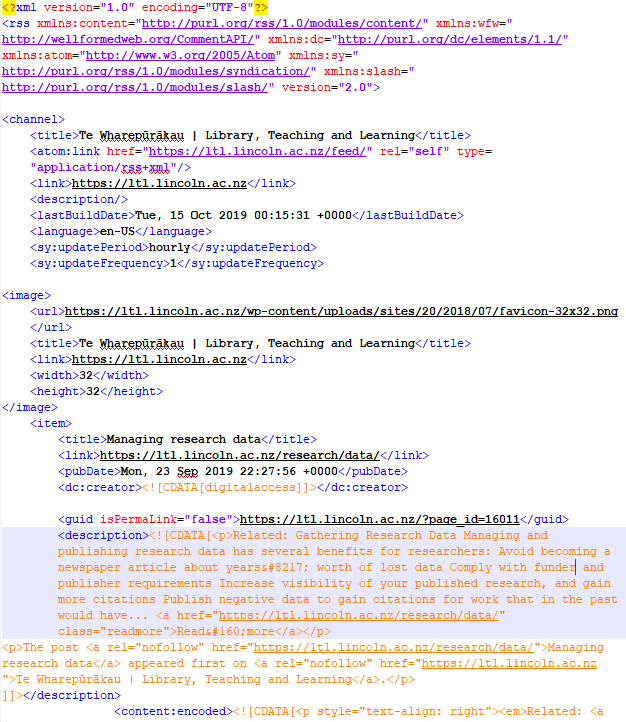 <?xml version="1.0" encoding="UTF-8"?>
<rss xmlns:content="http://purl.org/rss/1.0/modules/content/" xmlns:wfw="
http://wellformedweb.org/CommentAPI/" xmlns:dc="http://purl.org/dc/elements/1.1/"
xmlns:atom="http://www.w3.org/2005/Atom" xmlns:sy="
http://purl.org/rss/1.0/modules/syndication/" xmlns:slash="
http://purl.org/rss/1.0/modules/slash/" version="2.0">
<channel>
<title>Te Wharepūrākau | Library, Teaching and Learning</title>
<atom:link href="https://ltl.lincoln.ac.nz/feed/" rel="self" type=
"application/rss+xml"/>
<link>https://ltl.lincoln.ac.nz</link>
<description/>
<lastBuildDate>Tue, 15 Oct 2019 00:15:31 +0000</lastBuildDate>
<language>en-US</language>
<sy:updatePeriod>hourly</sy:updatePeriod>
<sy:updateFrequency>1</sy:updateFrequency>
<image>
<url>https://ltl.lincoln.ac.nz/wp-content/uploads/sites/20/2018/07/favicon-32x32.png
</url>
<title>Te Wharepūrākau | Library, Teaching and Learning</title>
<link>https://ltl.lincoln.ac.nz</link>
<width>32</width>
<height>32</height>
</image>
<item>
<title>Managing research data</title>
<link>https://ltl.lincoln.ac.nz/research/data/</link>
<pubDate>Mon, 23 Sep 2019 22:27:56 +0000</pubDate>
<dc:creator><![CDATA[digitalaccess]]></dc:creator>
<guid isPermaLink="false">https://ltl.lincoln.ac.nz/?page_id=16011</guid>
<description><![CDATA[<p>Related: Gathering Research Data Managing and
publishing research data has several benefits for researchers: Avoid becoming a
newspaper article about years&#8217; worth of lost data Comply with funder and
publisher requirements Increase visibility of your published research, and gain
more citations Publish negative data to gain citations for work that in the past
would have... <a href="https://ltl.lincoln.ac.nz/research/data/"
class="readmore">Read&#160;more</a></p>
<p>The post <a rel="nofollow" href="https://ltl.lincoln.ac.nz/research/data/">Managing
research data</a> appeared first on <a rel="nofollow" href="https://ltl.lincoln.ac.nz
">Te Wharepūrākau | Library, Teaching and Learning</a>.</p>
]]></description>
<content:encoded><![CDATA[<p style="text-align: right"><em>Related: <a